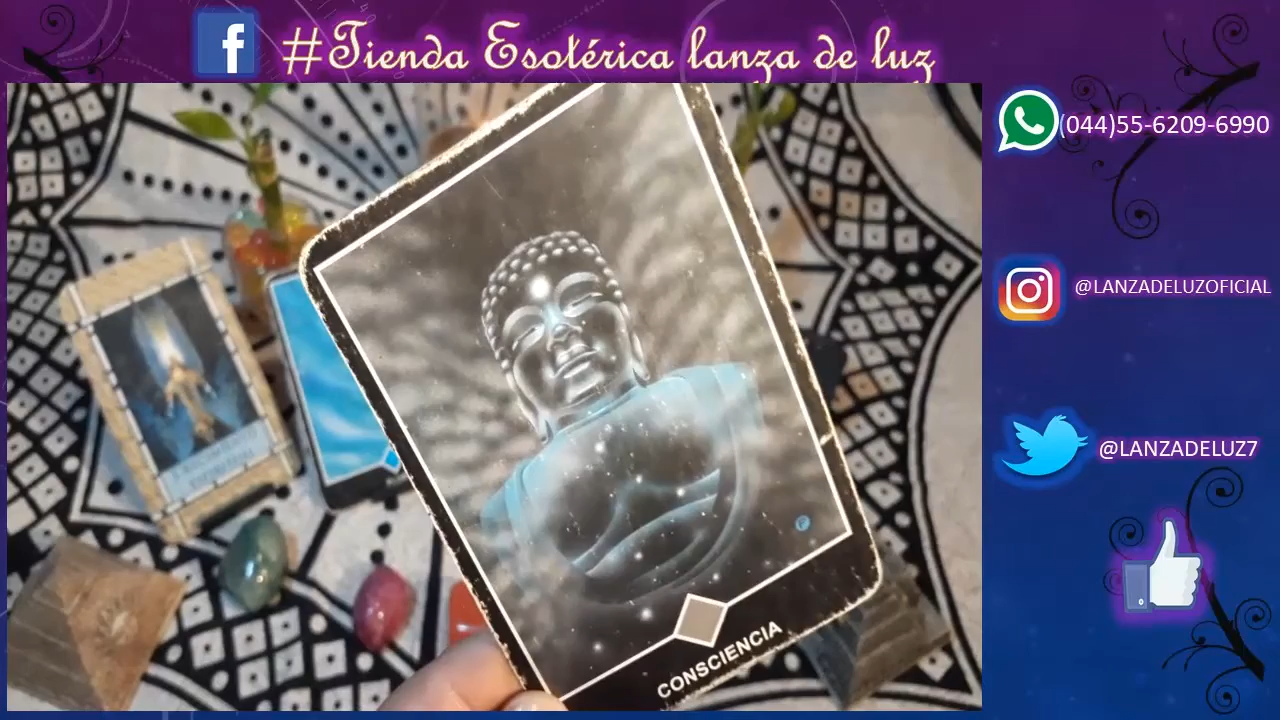 #Tienda Esotérica lanza de luz
(044)55-6209-6990
@LANZADELUZOFICIAL
@LANZADELUZ7
CONSCIENCIA